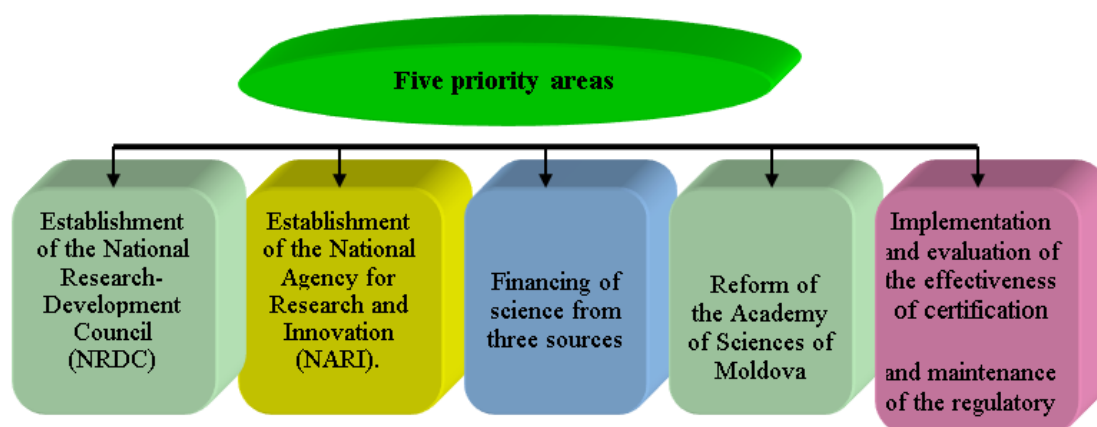 Five priority areas
Establishment
of the National
Research-
Development
Council
(NRDC)
Establishment
of the National
Agency for
Research and
Innovation
(NARI).
Financing of
science from
three sources
Reform of
the Academy
of Sciences of
Moldova
Implementation
and evaluation of
the effectiveness
of certification
and maintenance
of the regulatory